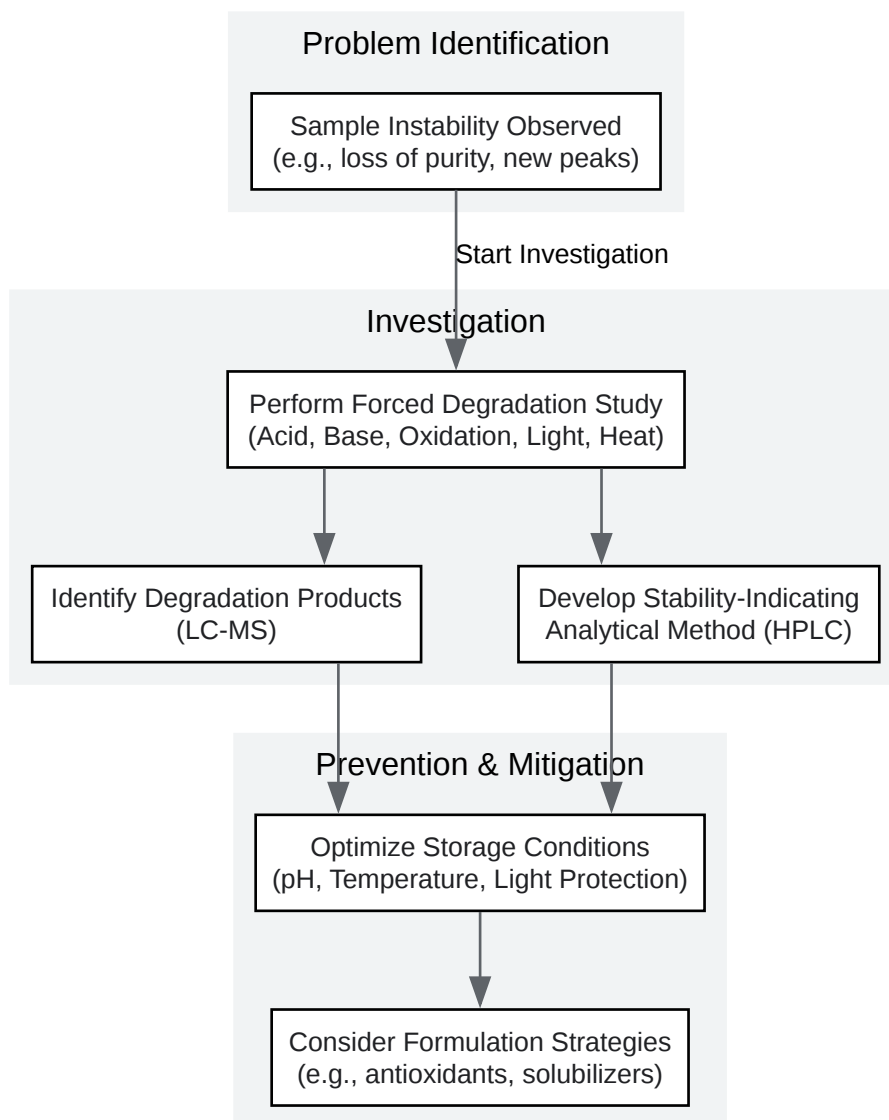 Problem Identification
Sample Instability Observed
(e.g., loss of purity, new peaks)
Start Investigation
Investigation
Perform Forced Degradation Study
(Acid, Base, Oxidation, Light, Heat)
Identify Degradation Products
(LC-MS)
Develop Stability-Indicating
Analytical Method (HPLC)
Prevention & Mitigation
Optimize Storage Conditions
(pH, Temperature, Light Protection)
Consider Formulation Strategies
(e.g., antioxidants, solubilizers)